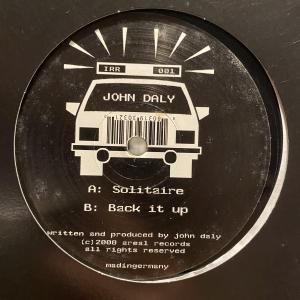 IRR 001
JOHN DALY
A: Solitaire
B: Back it up
written and produced by john daly
(c)2008 areal records
all rights reserved
madingermany